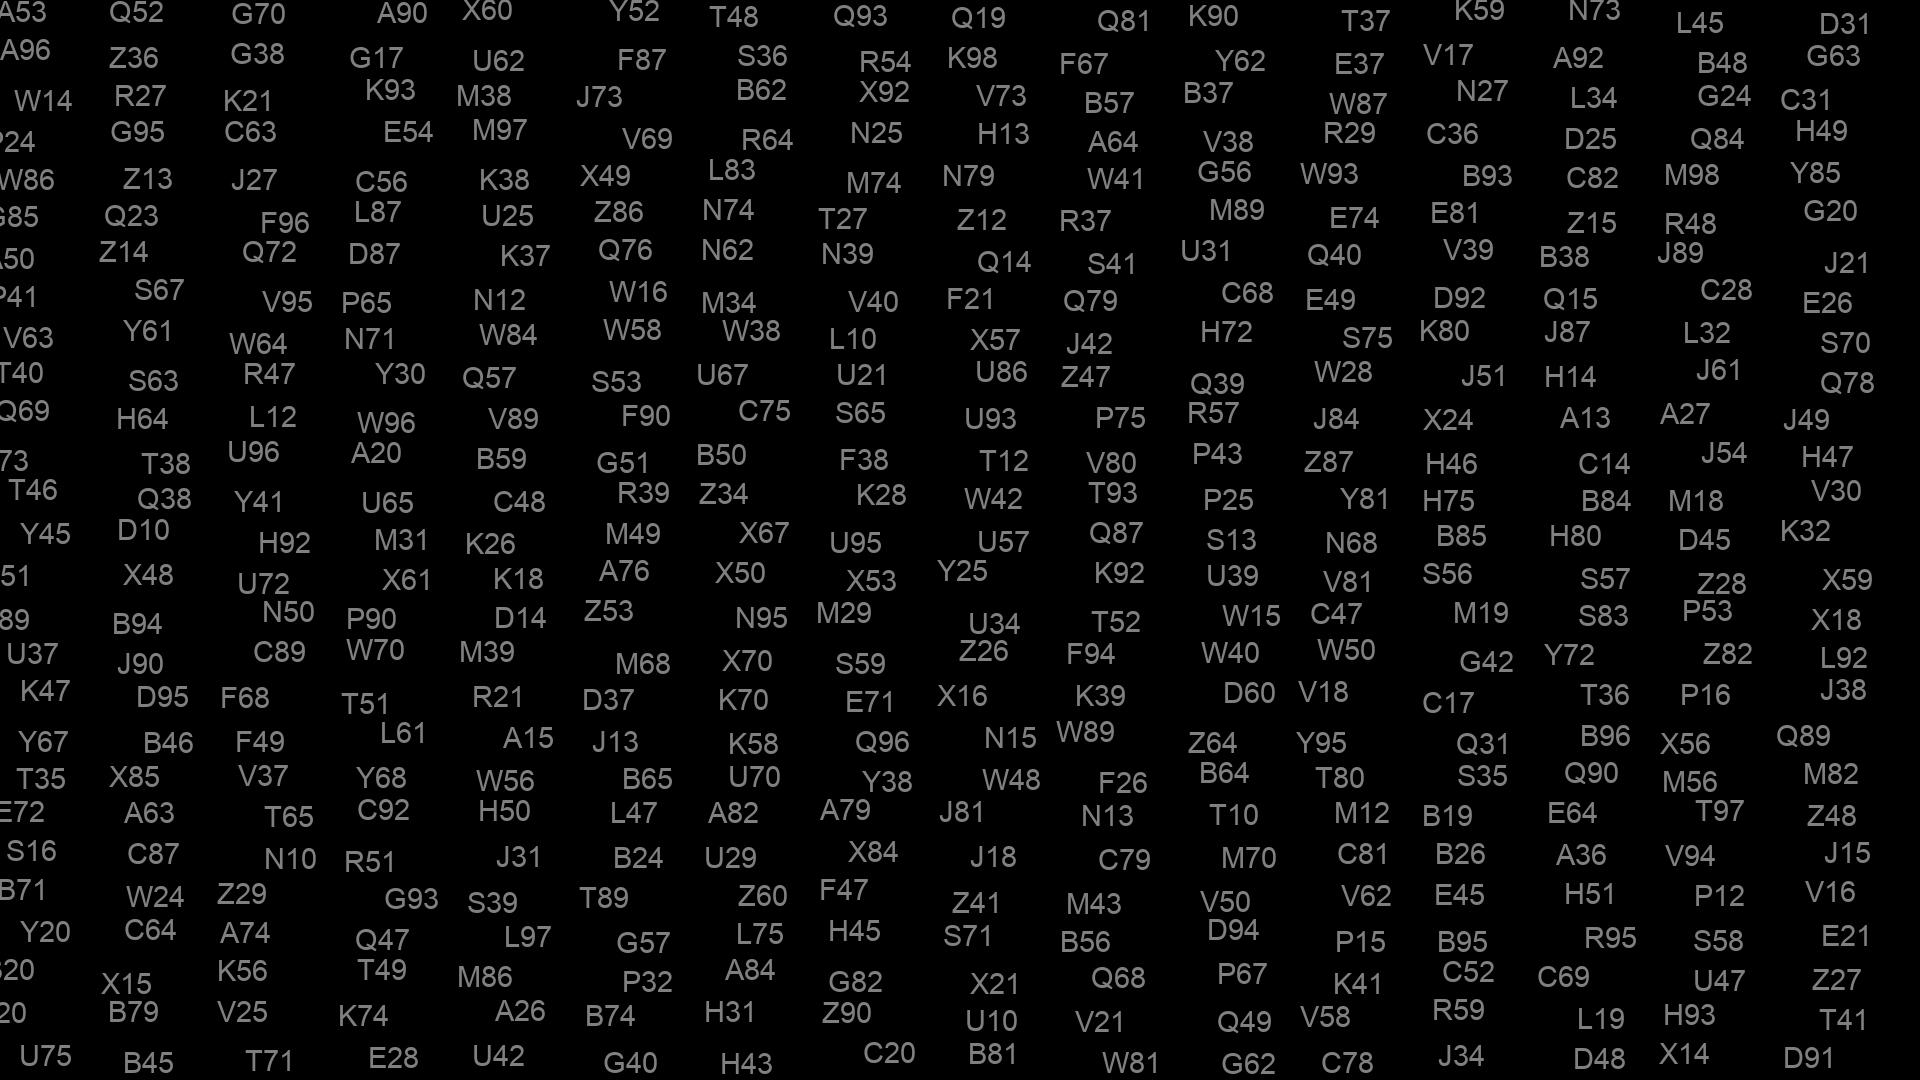 A53 Q52 G70 A90 X60 Y52 T48 Q93 Q19 Q81 K90 T37 K59 N73 L45 D31
A96 Z36 G38 G17 U62 F87 S36 R54 K98 F67 Y62 E37 V17 A92 B48 G63
W14 R27 K21 K93 M38 J73 B62 X92 V73 B57 B37 W87 N27 L34 G24 C31
P24 G95 C63 E54 M97 V69 R64 N25 H13 A64 V38 R29 C36 D25 Q84 H49
W86 Z13 J27 C56 K38 X49 L83 M74 N79 W41 G56 W93 B93 C82 M98 Y85
G85 Q23 F96 L87 U25 Z86 N74 T27 Z12 R37 M89 E74 E81 Z15 R48 G20
A50 Z14 Q72 D87 K37 Q76 N62 N39 Q14 S41 U31 Q40 V39 B38 J89 J21
P41 S67 V95 P65 N12 W16 M34 V40 F21 Q79 C68 E49 D92 Q15 C28 E26
V63 Y61 W64 N71 W84 W58 W38 L10 X57 J42 H72 S75 K80 J87 L32 S70
T40 S63 R47 Y30 Q57 S53 U67 U21 U86 Z47 Q39 W28 J51 H14 J61 Q78
Q69 H64 L12 W96 V89 F90 C75 S65 U93 P75 R57 J84 X24 A13 A27 J49
73 T38 U96 A20 B59 G51 B50 F38 T12 V80 P43 Z87 H46 C14 J54 H47
T46 Q38 Y41 U65 C48 R39 Z34 K28 W42 T93 P25 Y81 H75 B84 M18 V30
Y45 D10 H92 M31 K26 M49 X67 U95 U57 Q87 S13 N68 B85 H80 D45 K32
51 X48 U72 X61 K18 A76 X50 X53 Y25 K92 U39 V81 S56 S57 Z28 X59
89 B94 N50 P90 D14 Z53 N95 M29 U34 T52 W15 C47 M19 S83 P53 X18
U37 J90 C89 W70 M39 M68 X70 S59 Z26 F94 W40 W50 G42 Y72 Z82 L92
K47 D95 F68 T51 R21 D37 K70 E71 X16 K39 D60 V18 C17 T36 P16 J38
Y67 B46 F49 L61 A15 J13 K58 Q96 N15 W89 Z64 Y95 Q31 B96 X56 Q89
T35 X85 V37 Y68 W56 B65 U70 Y38 W48 F26 B64 T80 S35 Q90 M56 M82
E72 A63 T65 C92 H50 L47 A82 A79 J81 N13 T10 M12 B19 E64 T97 Z48
S16 C87 N10 R51 J31 B24 U29 X84 J18 C79 M70 C81 B26 A36 V94 J15
B71 W24 Z29 G93 S39 T89 Z60 F47 Z41 M43 V50 V62 E45 H51 P12 V16
Y20 C64 A74 Q47 L97 G57 L75 H45 S71 B56 D94 P15 B95 R95 S58 E21
20 X15 K56 T49 M86 P32 A84 G82 X21 Q68 P67 K41 C52 C69 U47 Z27
20 B79 V25 K74 A26 B74 H31 Z90 U10 V21 Q49 V58 R59 L19 H93 T41
U75 B45 T71 E28 U42 G40 H43 C20 B81 W81 G62 C78 J34 D48 X14 D91